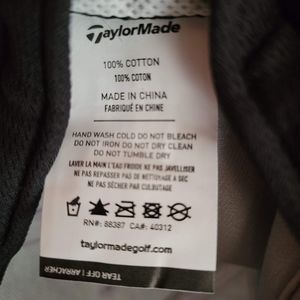 TaylorMade
100% COTTON
100% COTON
MADE IN CHINA
FABRIQUÉ EN CHINE
HAND WASH COLD DO NOT BLEACH
DO NOT IRON DO NOT DRY CLEAN
DO NOT TUMBLE DRY
LAVER LA MAIN L'EAU FROIDE NE PAS JAVELLISER
NE PAS REPASSER PAS DE NETTOYAGE A SEC
NE PAS SÉCHER PAR CULBUTAGE
RN#: 88387 CA#: 40312
taylormadegolf.com
TEAR OFF | ARRACHER